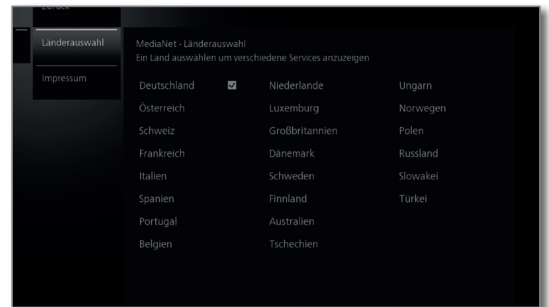 Zurück
Länderauswahl
Impressum
MediaNet - Länderauswahl
Ein Land auswählen um verschiedene Services anzuzeigen
Deutschland Niederlande Ungarn
Österreich Luxemburg Norwegen
Schweiz Großbritannien Polen
Frankreich Dänemark Russland
Italien Schweden Slowakei
Spanien Finnland Türkei
Portugal Australien
Belgien Tschechien